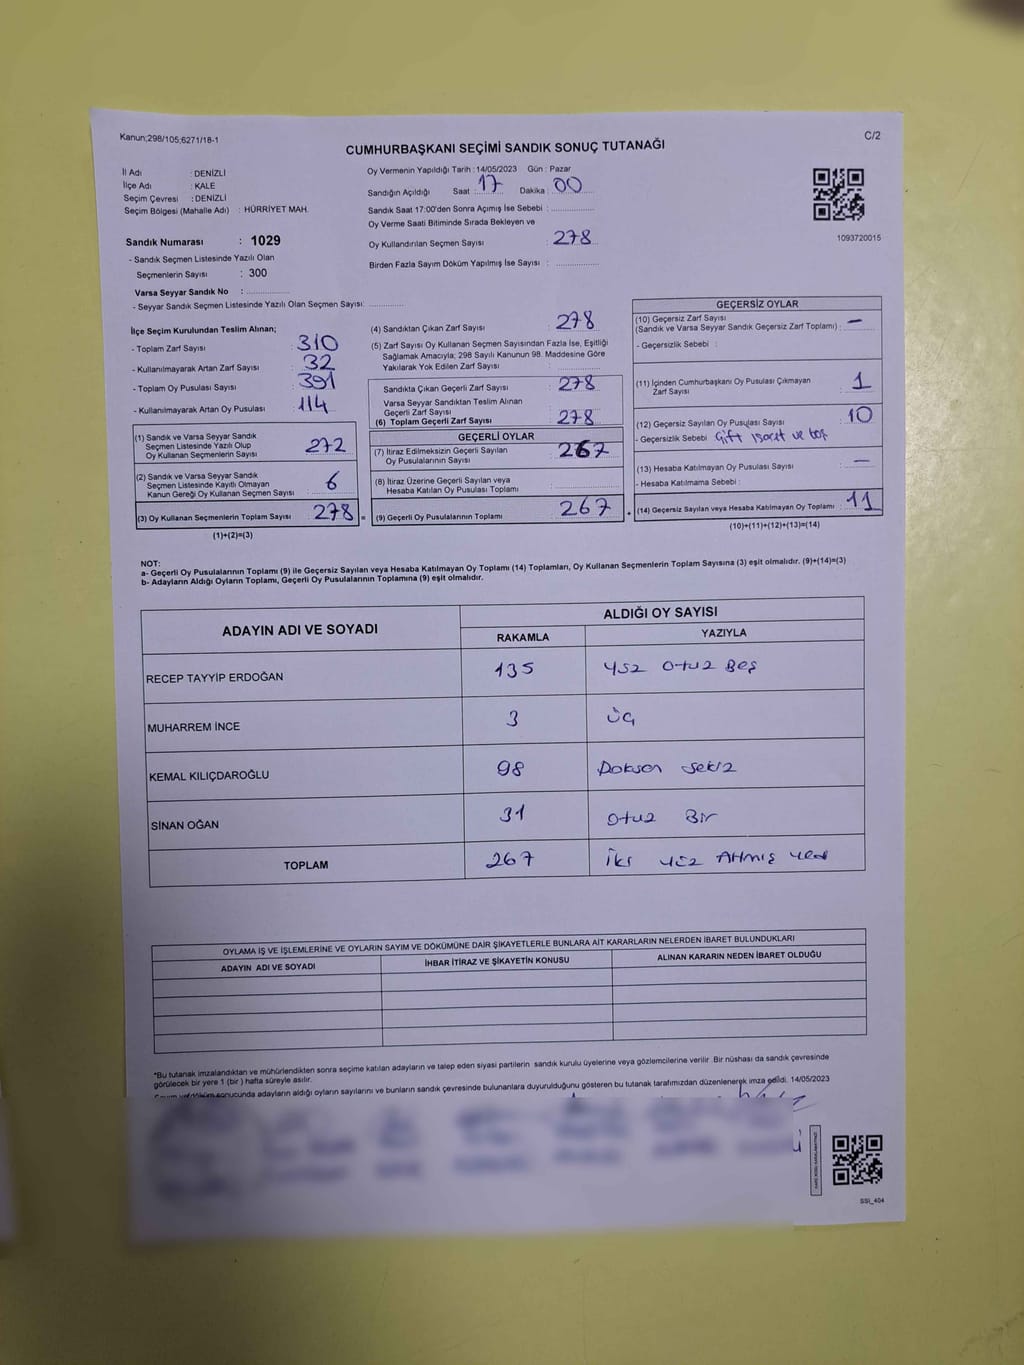 Kanun;298/105;6271/18-1
C/2
CUMHURBAŞKANI SEÇİMİ SANDIK SONUÇ TUTANAĞI
İl Adı : DENİZLİ
İlçe Adı : KALE
Seçim Çevresi : DENİZLİ
Seçim Bölgesi (Mahalle Adı) : HÜRRİYET MAH.
Sandık Numarası : 1029
- Sandık Seçmen Listesinde Yazılı Olan
Seçmenlerin Sayısı : 300
Varsa Seyyar Sandık No :
- Seyyar Sandık Seçmen Listesinde Yazılı Olan Seçmen Sayısı:
Oy Vermenin Yapıldığı Tarih : 14/05/2023 Gün : Pazar
Sandığın Açıldığı Saat : 17 Dakika : 00
Sandık Saat 17:00'den Sonra Açımış İse Sebebi :
Oy Verme Saati Bitiminde Sırada Bekleyen ve
Oy Kullandırılan Seçmen Sayısı : 278
Birden Fazla Sayım Döküm Yapılmış İse Sayısı :
1093720015
İlçe Seçim Kurulundan Teslim Alınan;
- Toplam Zarf Sayısı : 310
- Kullanılmayarak Artan Zarf Sayısı : 32
- Toplam Oy Pusulası Sayısı : 391
- Kullanılmayarak Artan Oy Pusulası : 114
(1) Sandık ve Varsa Seyyar Sandık
Seçmen Listesinde Yazılı Olup
Oy Kullanan Seçmenlerin Sayısı : 272
(2) Sandık ve Varsa Seyyar Sandık
Seçmen Listesinde Kayıtlı Olmayan
Kanun Gereği Oy Kullanan Seçmen Sayısı : 6
(3) Oy Kullanan Seçmenlerin Toplam Sayısı : 278 =
(1)+(2)=(3)
(4) Sandıktan Çıkan Zarf Sayısı : 278
(5) Zarf Sayısı Oy Kullanan Seçmen Sayısından Fazla İse, Eşitliği
Sağlamak Amacıyla; 298 Sayılı Kanunun 98. Maddesine Göre
Yakılarak Yok Edilen Zarf Sayısı :
Sandıkta Çıkan Geçerli Zarf Sayısı : 278
Varsa Seyyar Sandıktan Teslim Alınan
Geçerli Zarf Sayısı
(6) Toplam Geçerli Zarf Sayısı : 278
GEÇERLİ OYLAR
(7) İtiraz Edilmeksizin Geçerli Sayılan
Oy Pusulalarının Sayısı : 267
(8) İtiraz Üzerine Geçerli Sayılan veya
Hesaba Katılan Oy Pusulası Toplamı :
(9) Geçerli Oy Pusulalarının Toplamı : 267
GEÇERSİZ OYLAR
(10) Geçersiz Zarf Sayısı
(Sandık ve Varsa Seyyar Sandık Geçersiz Zarf Toplamı) : —
- Geçersizlik Sebebi :
(11) İçinden Cumhurbaşkanı Oy Pusulası Çıkmayan
Zarf Sayısı : 1
(12) Geçersiz Sayılan Oy Pusulası Sayısı : 10
- Geçersizlik Sebebi : Çift isaret ve boş
(13) Hesaba Katılmayan Oy Pusulası Sayısı : —
- Hesaba Katılmama Sebebi :
(14) Geçersiz Sayılan veya Hesaba Katılmayan Oy Toplamı : 11
(10)+(11)+(12)+(13)=(14)
NOT:
a- Geçerli Oy Pusulalarının Toplamı (9) ile Geçersiz Sayılan veya Hesaba Katılmayan Oy Toplamı (14) Toplamları, Oy Kullanan Seçmenlerin Toplam Sayısına (3) eşit olmalıdır. (9)+(14)=(3)
b- Adayların Aldığı Oyların Toplamı, Geçerli Oy Pusulalarının Toplamına (9) eşit olmalıdır.
ADAYIN ADI VE SOYADI
ALDIĞI OY SAYISI
RAKAMLA YAZIYLA
RECEP TAYYİP ERDOĞAN 135 yüz otuz Beş
MUHARREM İNCE 3 üç
KEMAL KILIÇDAROĞLU 98 Doksan sekiz
SİNAN OĞAN 31 otuz Bir
TOPLAM 267 iki yüz Atmış yedi
OYLAMA İŞ VE İŞLEMLERİNE VE OYLARIN SAYIM VE DÖKÜMÜNE DAİR ŞİKAYETLERLE BUNLARA AİT KARARLARIN NELERDEN İBARET BULUNDUKLARI
ADAYIN ADI VE SOYADI İHBAR İTİRAZ VE ŞİKAYETİN KONUSU ALINAN KARARIN NEDEN İBARET OLDUĞU
*Bu tutanak imzalandıktan ve mühürlendikten sonra seçime katılan adayların ve talep eden siyasi partilerin sandık kurulu üyelerine veya gözlemcilerine verilir. Bir nüshası da sandık çevresinde
görülecek bir yere 1 (bir ) hafta süreyle asılır.
sonucunda adayların aldığı oyların sayılarını ve bunların sandık çevresinde bulunanlara duyurulduğunu gösteren bu tutanak tarafımızdan düzenlenerek imza edildi. 14/05/2023
SSI_404